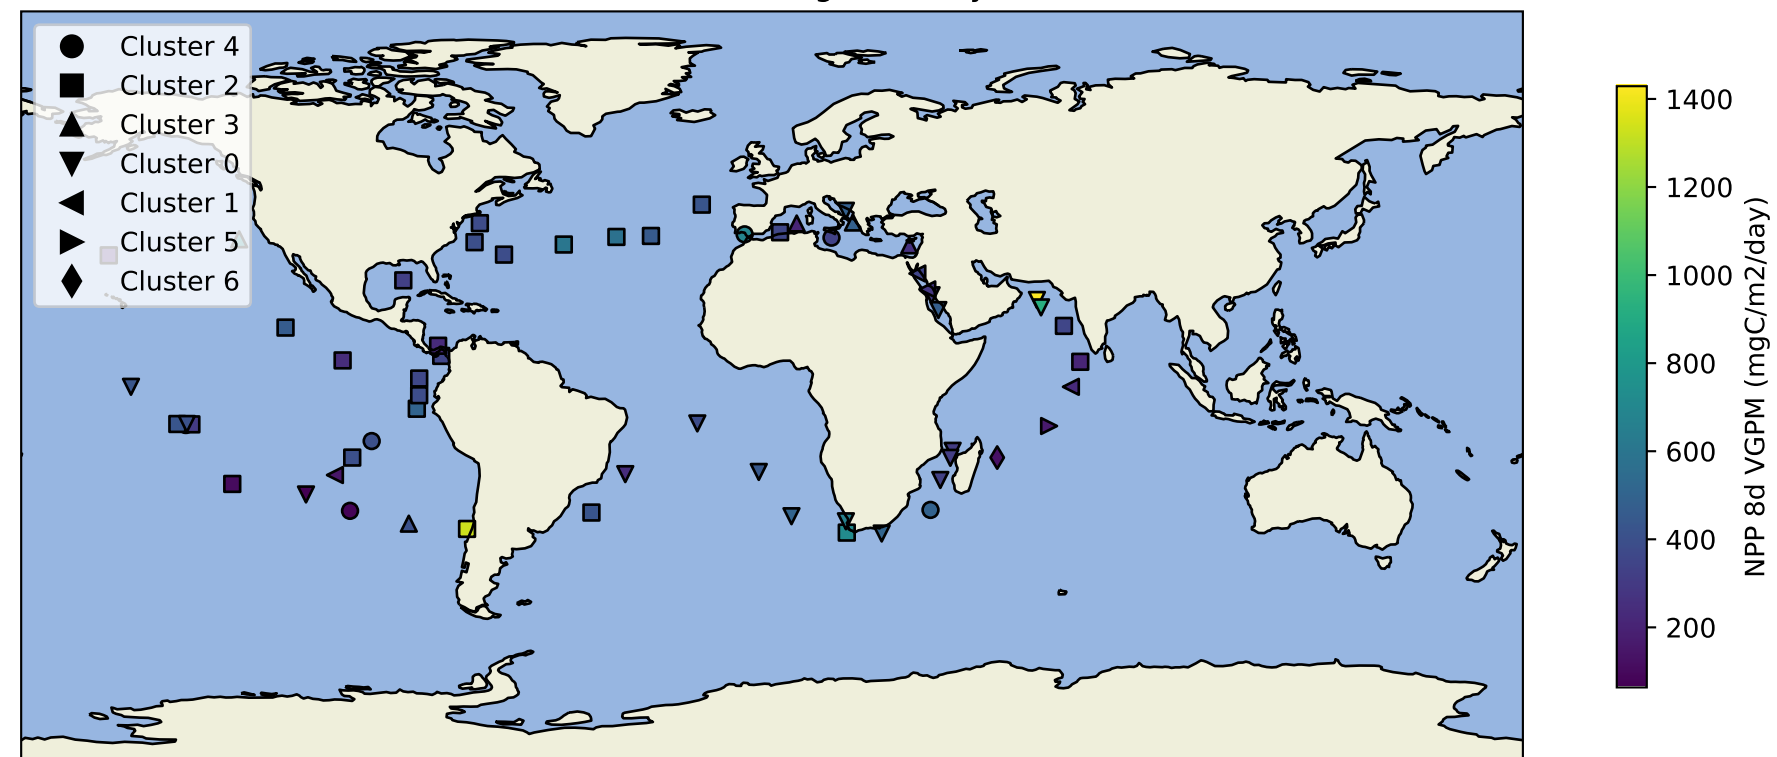 Cluster 4
Cluster 2
Cluster 3
Cluster 0
Cluster 1
Cluster 5
Cluster 6
1400
1200
1000
800
600
400
200
NPP 8d VGPM (mgC/m2/day)